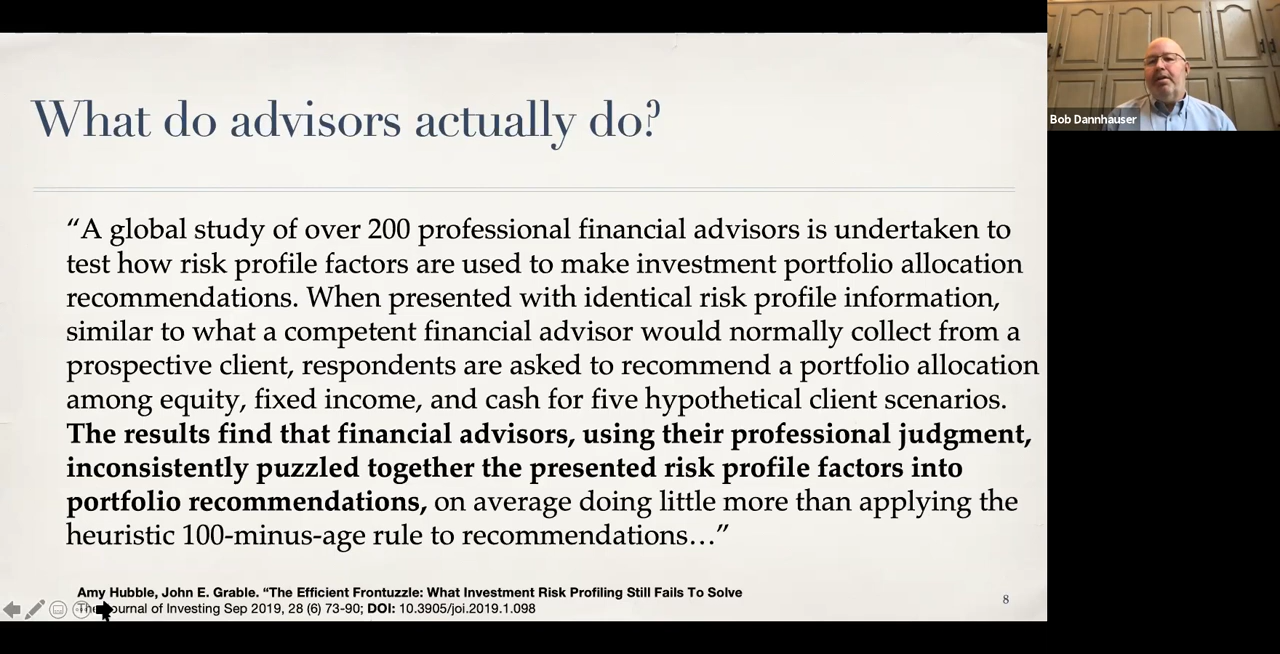 What do advisors actually do?
“A global study of over 200 professional financial advisors is undertaken to
test how risk profile factors are used to make investment portfolio allocation
recommendations. When presented with identical risk profile information,
similar to what a competent financial advisor would normally collect from a
prospective client, respondents are asked to recommend a portfolio allocation
among equity, fixed income, and cash for five hypothetical client scenarios.
The results find that financial advisors, using their professional judgment,
inconsistently puzzled together the presented risk profile factors into
portfolio recommendations, on average doing little more than applying the
heuristic 100-minus-age rule to recommendations…”
Amy Hubble, John E. Grable. “The Efficient Frontuzzle: What Investment Risk Profiling Still Fails To Solve
The Journal of Investing Sep 2019, 28 (6) 73-90; DOI: 10.3905/joi.2019.1.098
8
Bob Dannhauser